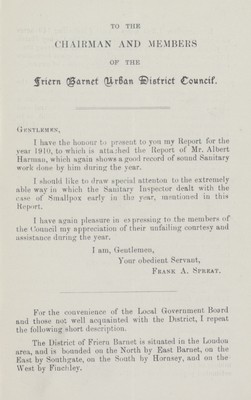 TO THE
CHAIRMAN AND MEMBERS
OF THE
Friern Barnet Urban District Council.
GENTLEMEN,
I have the honour to present to you my Report for the
year 1910, to which is attached the Report of Mr. Albert
Harman, which again shows a good record of sound Sanitary
work done by him during the year.
I should like to draw special attenton to the extremely
able way in which the Sanitary Inspector dealt with the
case of Smallpox early in the year, mentioned in this
Report.
I have again pleasure in expressing to the members of
the Council my appreciation of their unfailing courtesy and
assistance during the year.
I am, Gentlemen,
Your obedient Servant,
FRANK A. SPREAT.
For the convenience of the Local Government Board
and those not well acquainted with the District, I repeat
the following short description.
The District of Friern Barnet is situated in the London
area, and is bounded on the North by East Barnet, on the
East by Southgate, on the South by Hornsey, and on the
West by Finchley.